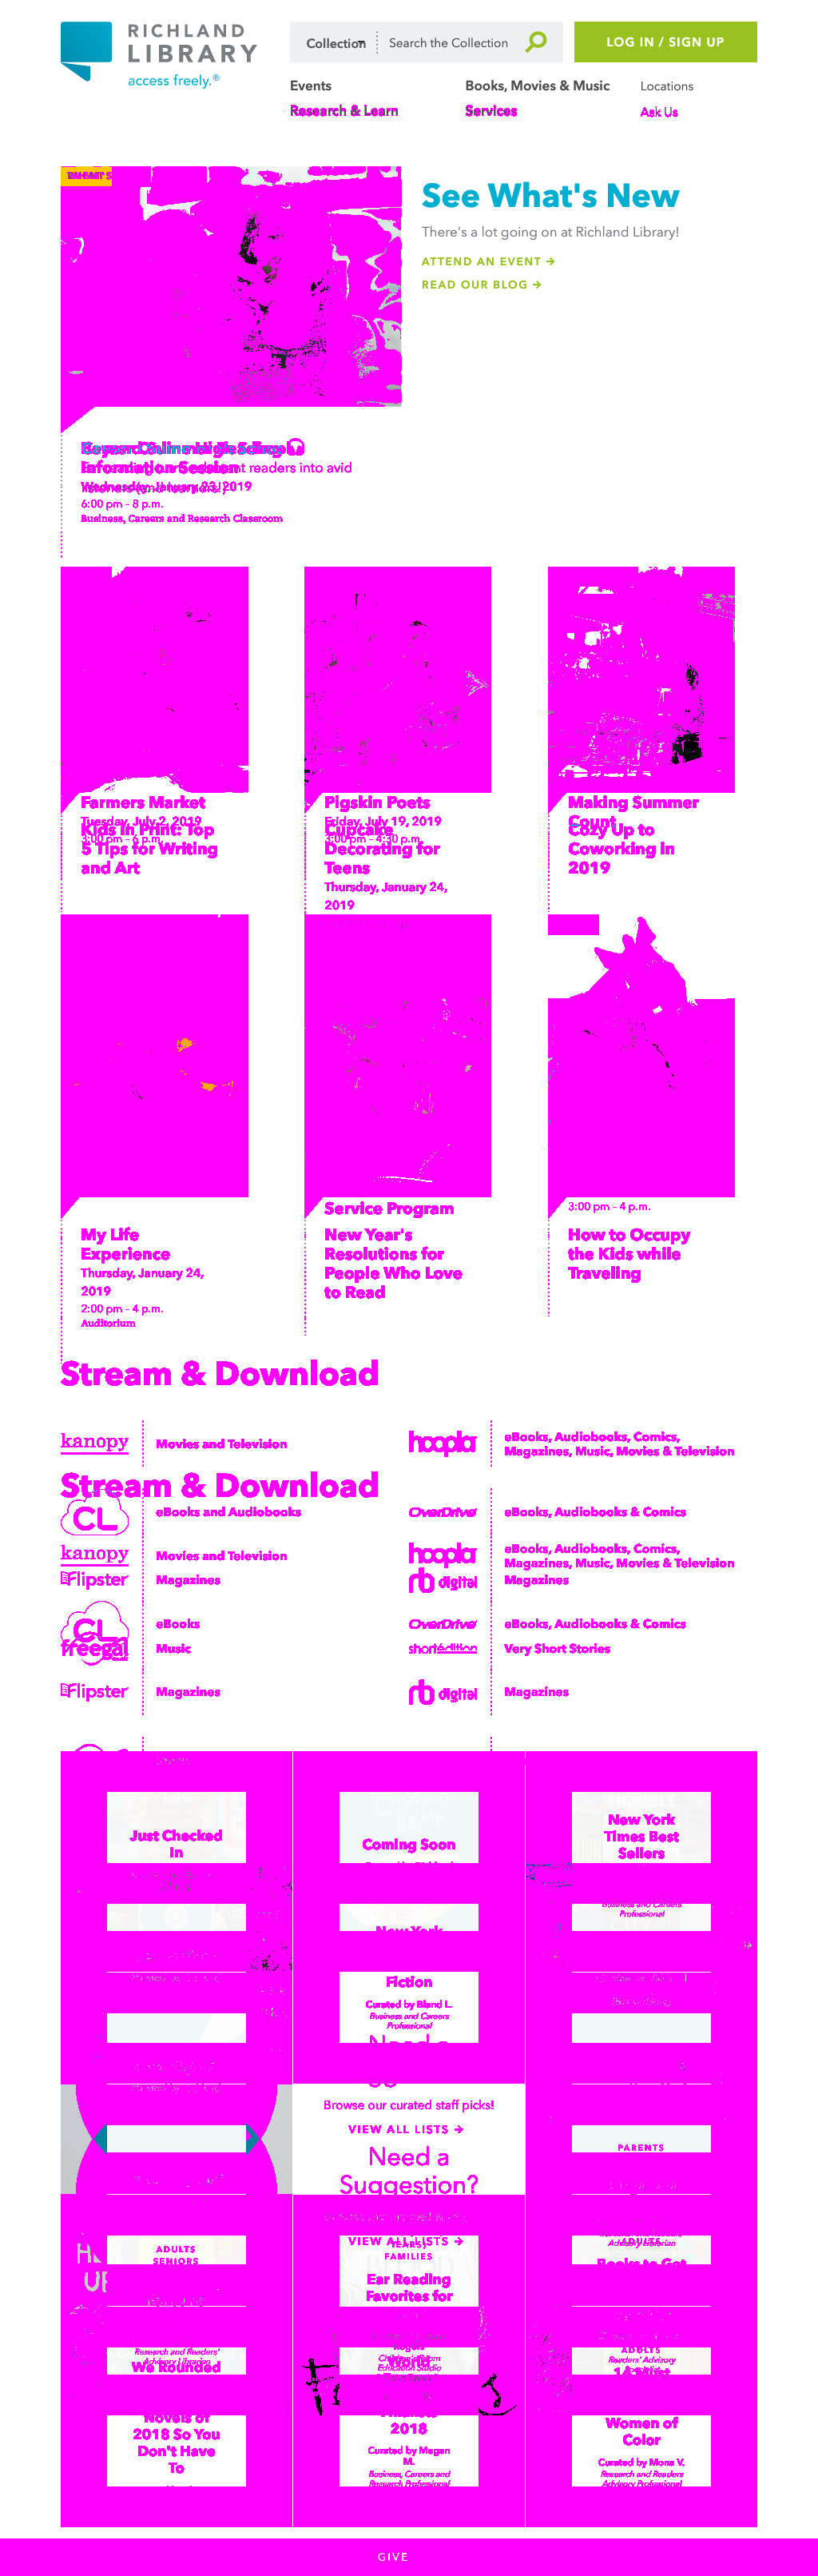 RICHLAND
LIBRARY
access freely.®
Collection
Search the Collection
LOG IN / SIGN UP
Events
Books, Movies & Music
Locations
Research & Learn
Services
Ask Us
See What's New
There's a lot going on at Richland Library!
ATTEND AN EVENT →
READ OUR BLOG →
Information Session
readers into avid
Wednesday, January 23, 2019
6:00 pm – 8 p.m.
Business, Careers and Research Classroom
Farmers Market
Tuesday, July 2, 2019
3:00 pm – 6 p.m.
Kids in Print: Top
5 Tips for Writing
and Art
Pigskin Poets
Friday, July 19, 2019
3:00 pm – 4:30 p.m.
Cupcake
Decorating for
Teens
Thursday, January 24,
2019
Making Summer
Count
Cozy Up to
Coworking in
2019
My Life
Experience
Thursday, January 24,
2019
2:00 pm – 4 p.m.
Auditorium
Service Program
New Year's
Resolutions for
People Who Love
to Read
3:00 pm – 4 p.m.
How to Occupy
the Kids while
Traveling
Stream & Download
kanopy
Movies and Television
hoopla
eBooks, Audiobooks, Comics,
Magazines, Music, Movies & Television
Stream & Download
CL
eBooks and Audiobooks
OverDrive
eBooks, Audiobooks & Comics
kanopy
Movies and Television
hoopla
eBooks, Audiobooks, Comics,
Magazines, Music, Movies & Television
Flipster
Magazines
rb digital
Magazines
CL
eBooks
OverDrive
eBooks, Audiobooks & Comics
freegal
Music
shortédition
Very Short Stories
Flipster
Magazines
rb digital
Magazines
Just Checked
In
Coming Soon
New York
Times Best
Sellers
Business and Careers
Professional
New York
Fiction
Curated by Bland L.
Business and Careers
Professional
Need a
Browse our curated staff picks!
VIEW ALL LISTS →
Need a
Suggestion?
PARENTS
VIEW ALL LISTS →
ADULTS
SENIORS
FAMILIES
Ear Reading
Favorites for
ADULTS
Advisory Librarian
Books to Get
Research and Readers'
Advisory Librarian
We Rounded
Novels of
2018 So You
Don't Have
To
World
Education Studio
2018
Curated by Megan
M.
Business, Careers and
Research Professional
ADULTS
Readers' Advisory
Women of
Color
Curated by Mona V.
Research and Readers
Advisory Professional
GIVE